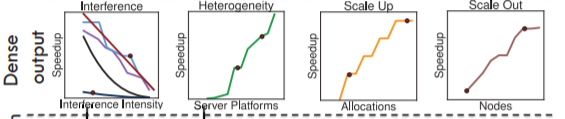 Interference
Heterogeneity
Scale Up
Scale Out
Dense
output
Speedup
Speedup
Speedup
Speedup
Interference Intensity
Server Platforms
Allocations
Nodes